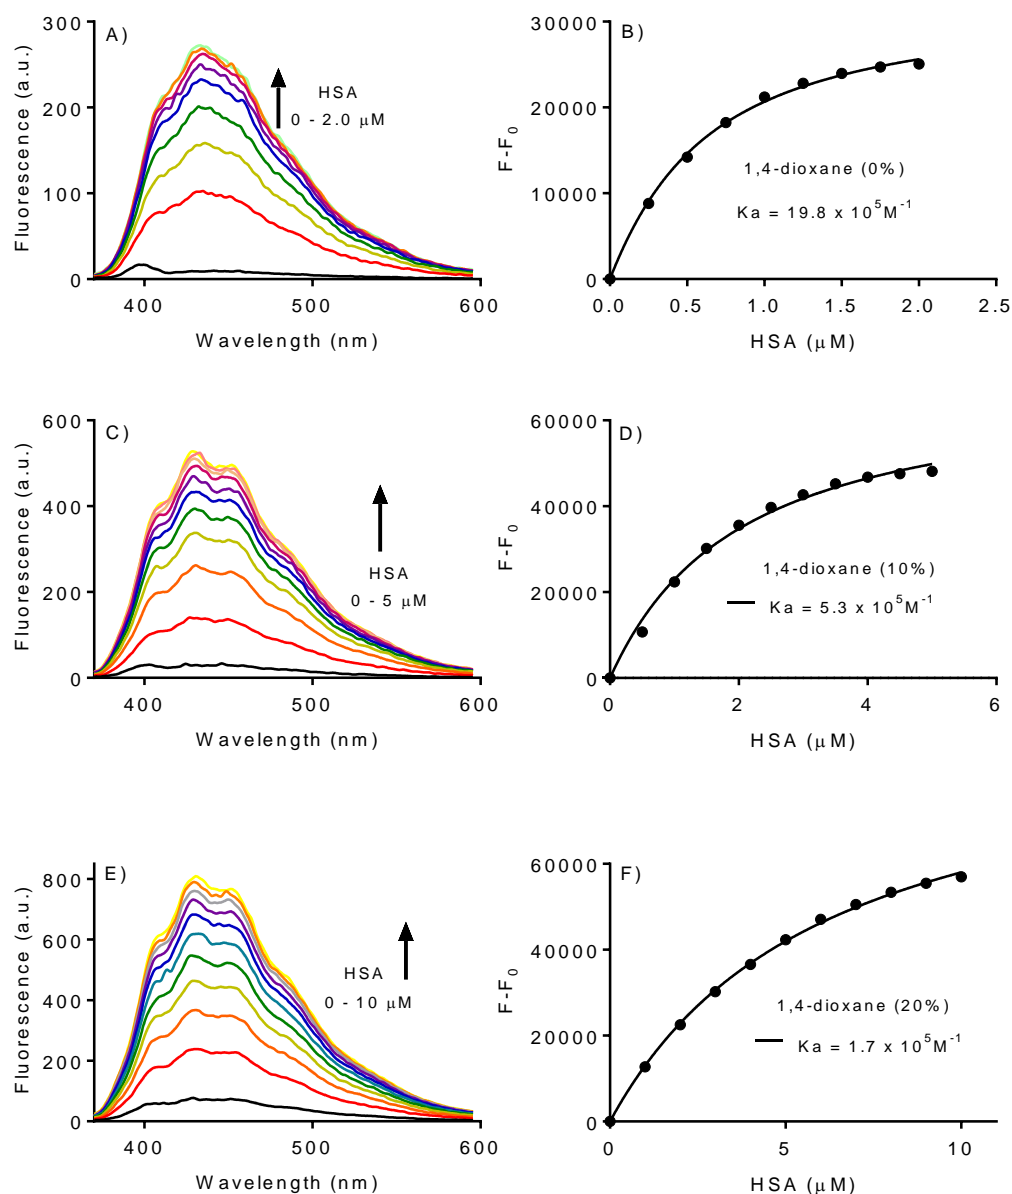 A)
300
200
100
0
Fluorescence (a.u.)
HSA
0 - 2.0 μM
400
500
600
Wavelength (nm)
B)
30000
20000
10000
0
F-F0
1,4-dioxane (0%)
Ka = 19.8 x 10^5M^-1
0.0
0.5
1.0
1.5
2.0
2.5
HSA (μM)
C)
600
400
200
0
Fluorescence (a.u.)
HSA
0 - 5 μM
400
500
600
Wavelength (nm)
D)
60000
40000
20000
0
F-F0
1,4-dioxane (10%)
Ka = 5.3 x 10^5M^-1
0
2
4
6
HSA (μM)
E)
800
600
400
200
0
Fluorescence (a.u.)
HSA
0 - 10 μM
400
500
600
Wavelength (nm)
F)
60000
40000
20000
0
F-F0
1,4-dioxane (20%)
Ka = 1.7 x 10^5M^-1
0
5
10
HSA (μM)